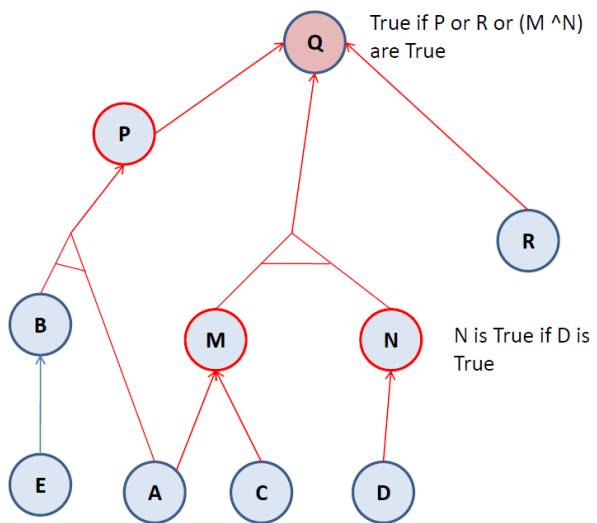 Q
True if P or R or (M ^N)
are True
P
R
B
M
N
N is True if D is
True
E
A
C
D